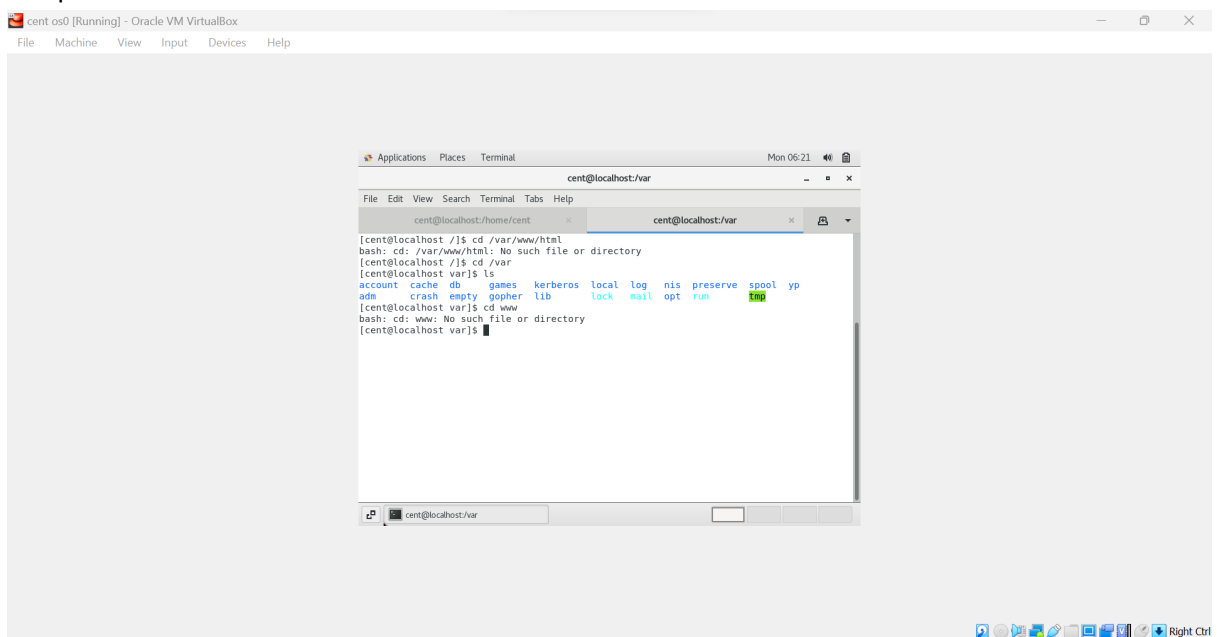 cent os0 [Running] - Oracle VM VirtualBox
File Machine View Input Devices Help
Applications Places Terminal Mon 06:21
cent@localhost:/var
File Edit View Search Terminal Tabs Help
cent@localhost:/home/cent cent@localhost:/var
[cent@localhost /]$ cd /var/www/html
bash: cd: /var/www/html: No such file or directory
[cent@localhost /]$ cd /var
[cent@localhost var]$ ls
account cache db games kerberos local log nis preserve spool yp
adm crash empty gopher lib lock mail opt run tmp
[cent@localhost var]$ cd www
bash: cd: www: No such file or directory
[cent@localhost var]$
cent@localhost:/var
Right Ctrl